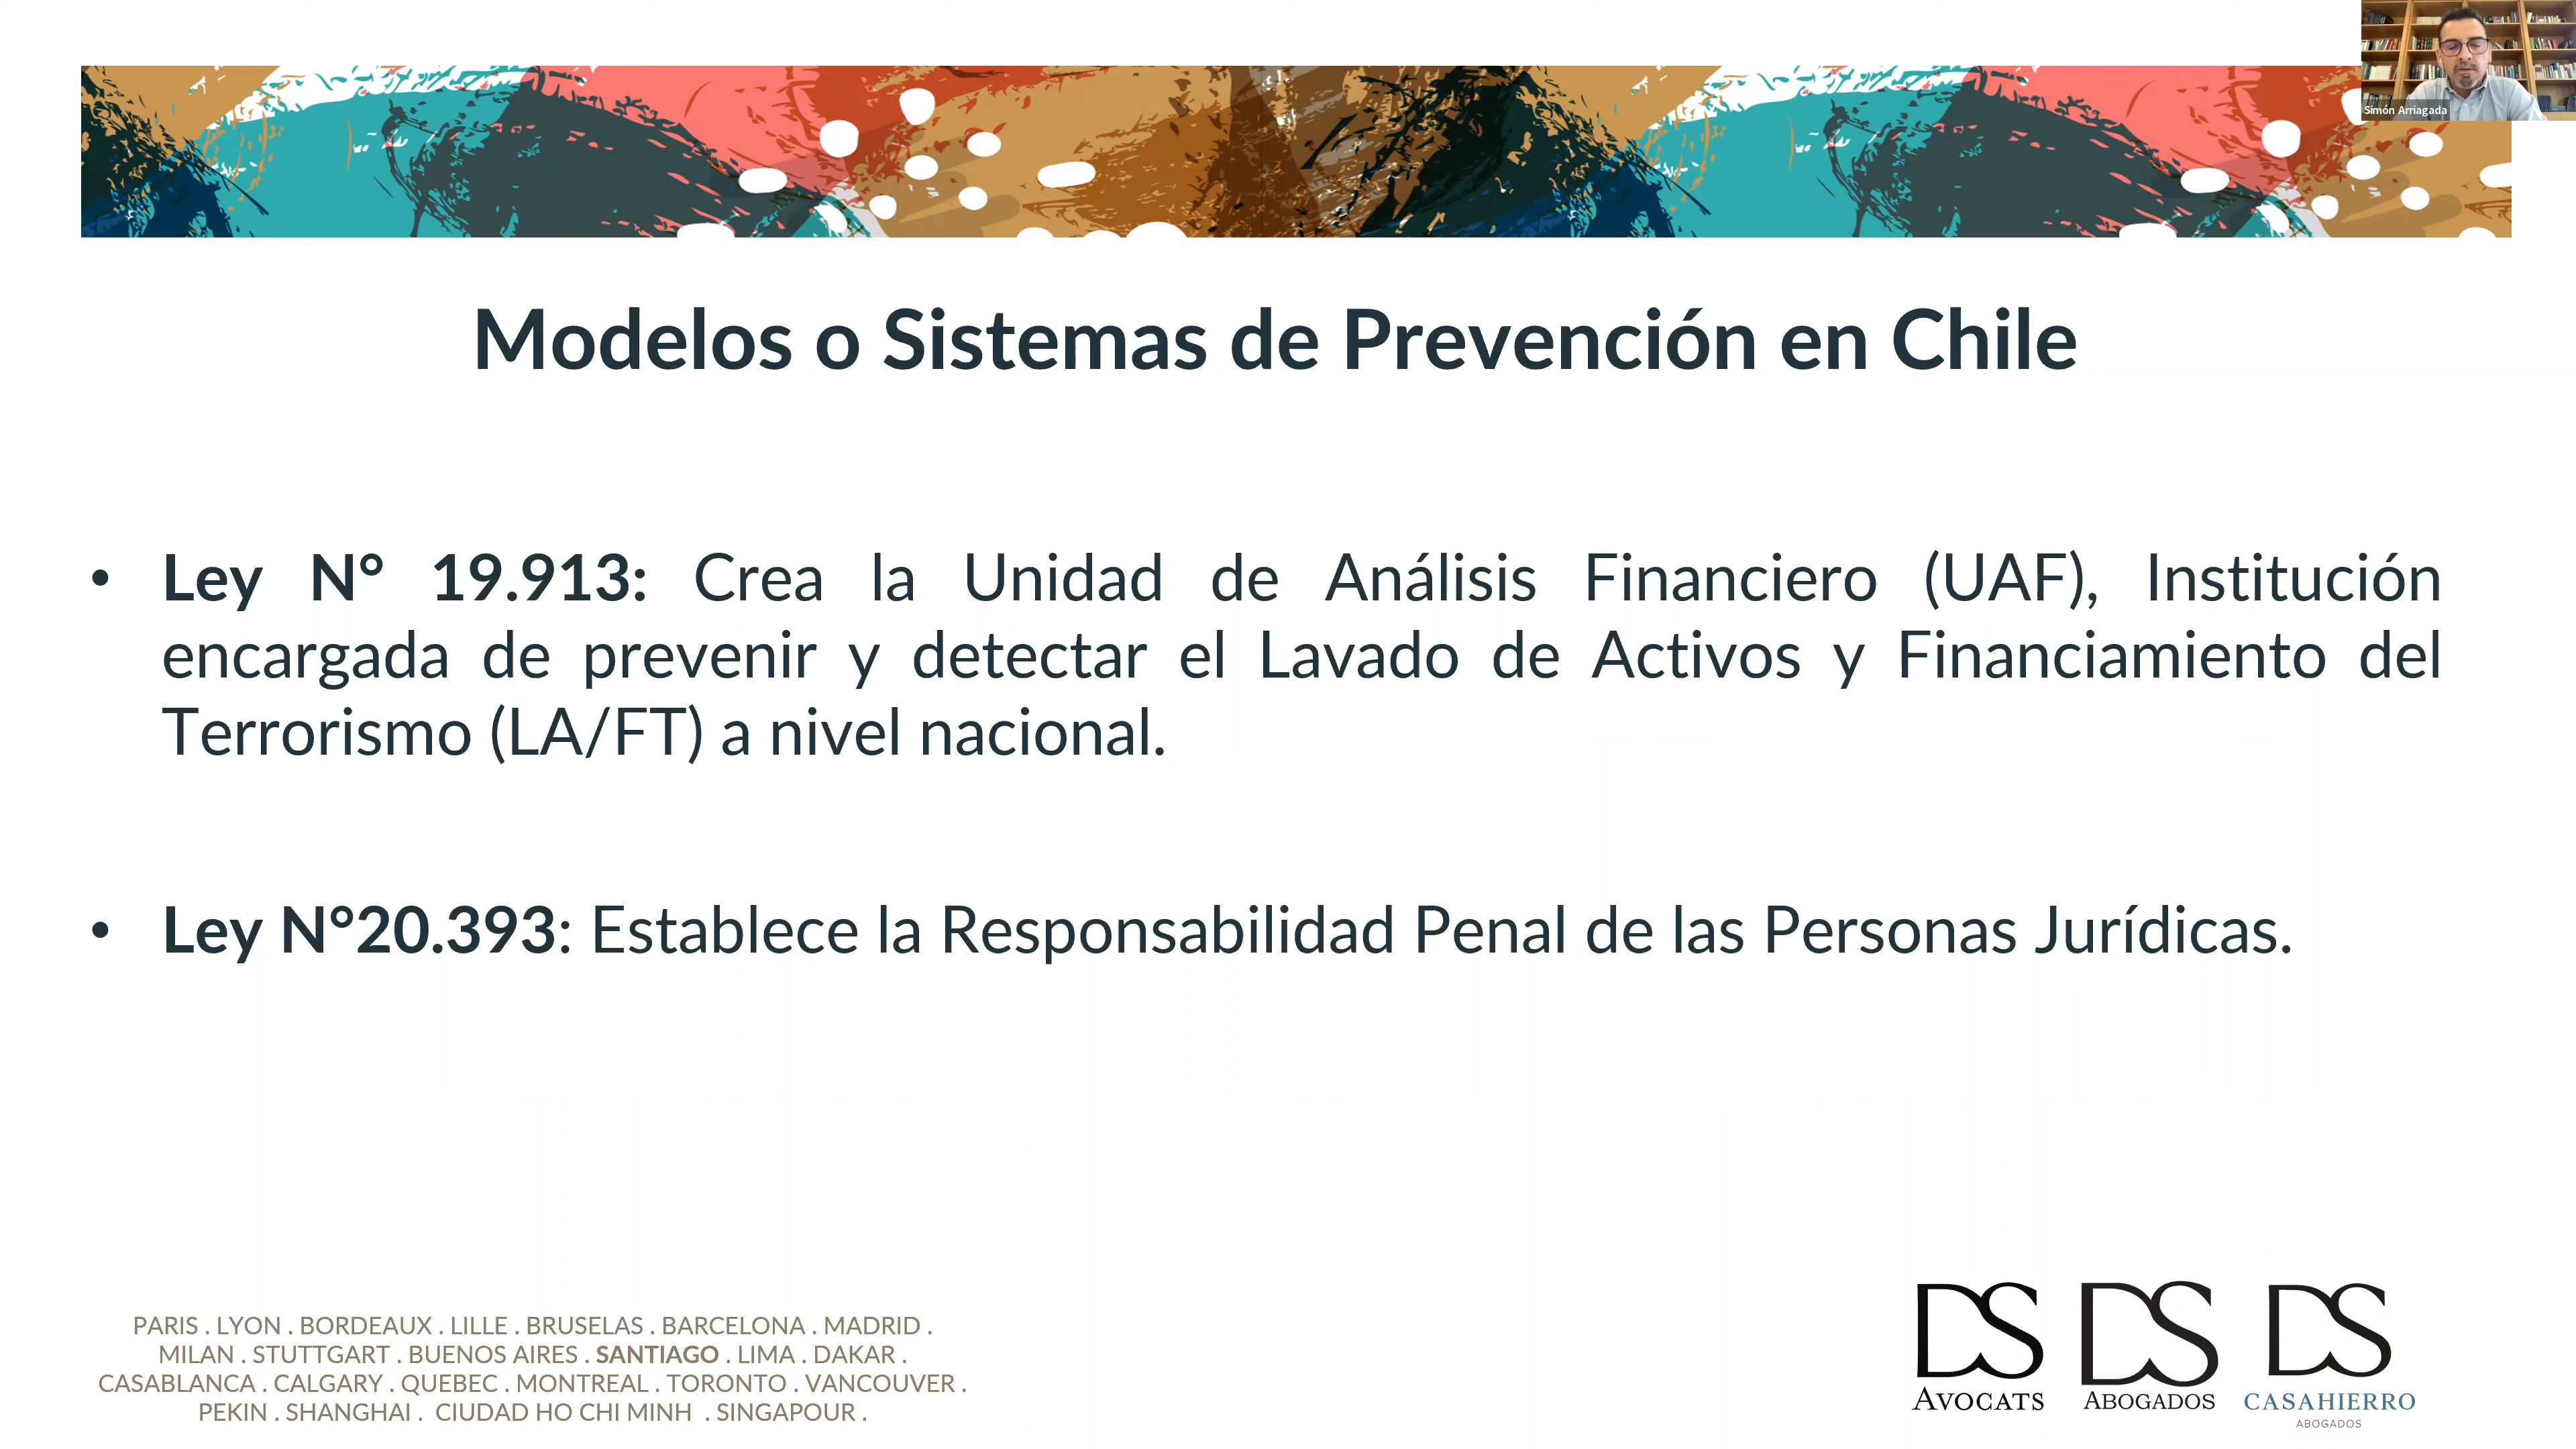 Simón Arriagada
Modelos o Sistemas de Prevención en Chile
• Ley N° 19.913: Crea la Unidad de Análisis Financiero (UAF), Institución
encargada de prevenir y detectar el Lavado de Activos y Financiamiento del
Terrorismo (LA/FT) a nivel nacional.
• Ley N°20.393: Establece la Responsabilidad Penal de las Personas Jurídicas.
PARIS . LYON . BORDEAUX . LILLE . BRUSELAS . BARCELONA . MADRID .
MILAN . STUTTGART . BUENOS AIRES . SANTIAGO . LIMA . DAKAR .
CASABLANCA . CALGARY . QUEBEC . MONTREAL . TORONTO . VANCOUVER .
PEKIN . SHANGHAI . CIUDAD HO CHI MINH . SINGAPOUR .
DS
AVOCATS
DS
ABOGADOS
DS
CASAHIERRO
ABOGADOS